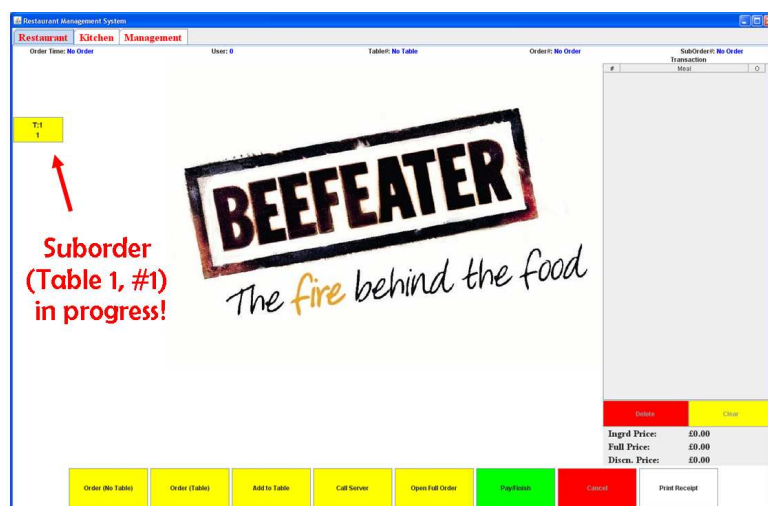 Restaurant Management System
Restaurant Kitchen Management
Order Time: No Order User: 0 Table#: No Table Order#: No Order SubOrder#: No Order
Transaction
# Meal
T:1
1
BEEFEATER
The fire behind the food
Suborder
(Table 1, #1)
in progress!
Delete Clear
Ingrd Price: £0.00
Full Price: £0.00
Discn. Price: £0.00
Order (No Table) Order (Table) Add to Table Call Server Open Full Order Pay/Finish Cancel Print Receipt